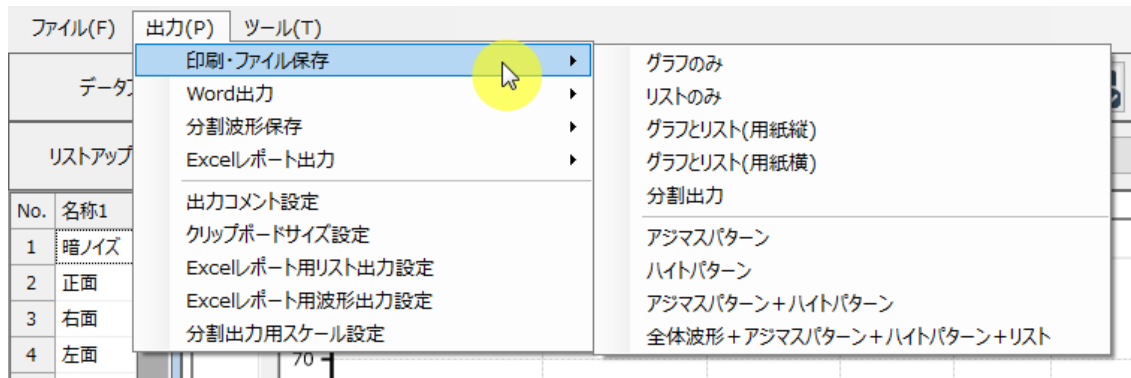 ファイル(F) 出力(P) ツール(T)
印刷・ファイル保存
Word出力
分割波形保存
Excelレポート出力
出力コメント設定
クリップボードサイズ設定
Excelレポート用リスト出力設定
Excelレポート用波形出力設定
分割出力用スケール設定
グラフのみ
リストのみ
グラフとリスト(用紙縦)
グラフとリスト(用紙横)
分割出力
アジマスパターン
ハイトパターン
アジマスパターン+ハイトパターン
全体波形+アジマスパターン+ハイトパターン+リスト
データ
リストアップ
No. 名称1
1 暗ノイズ
2 正面
3 右面
4 左面
70